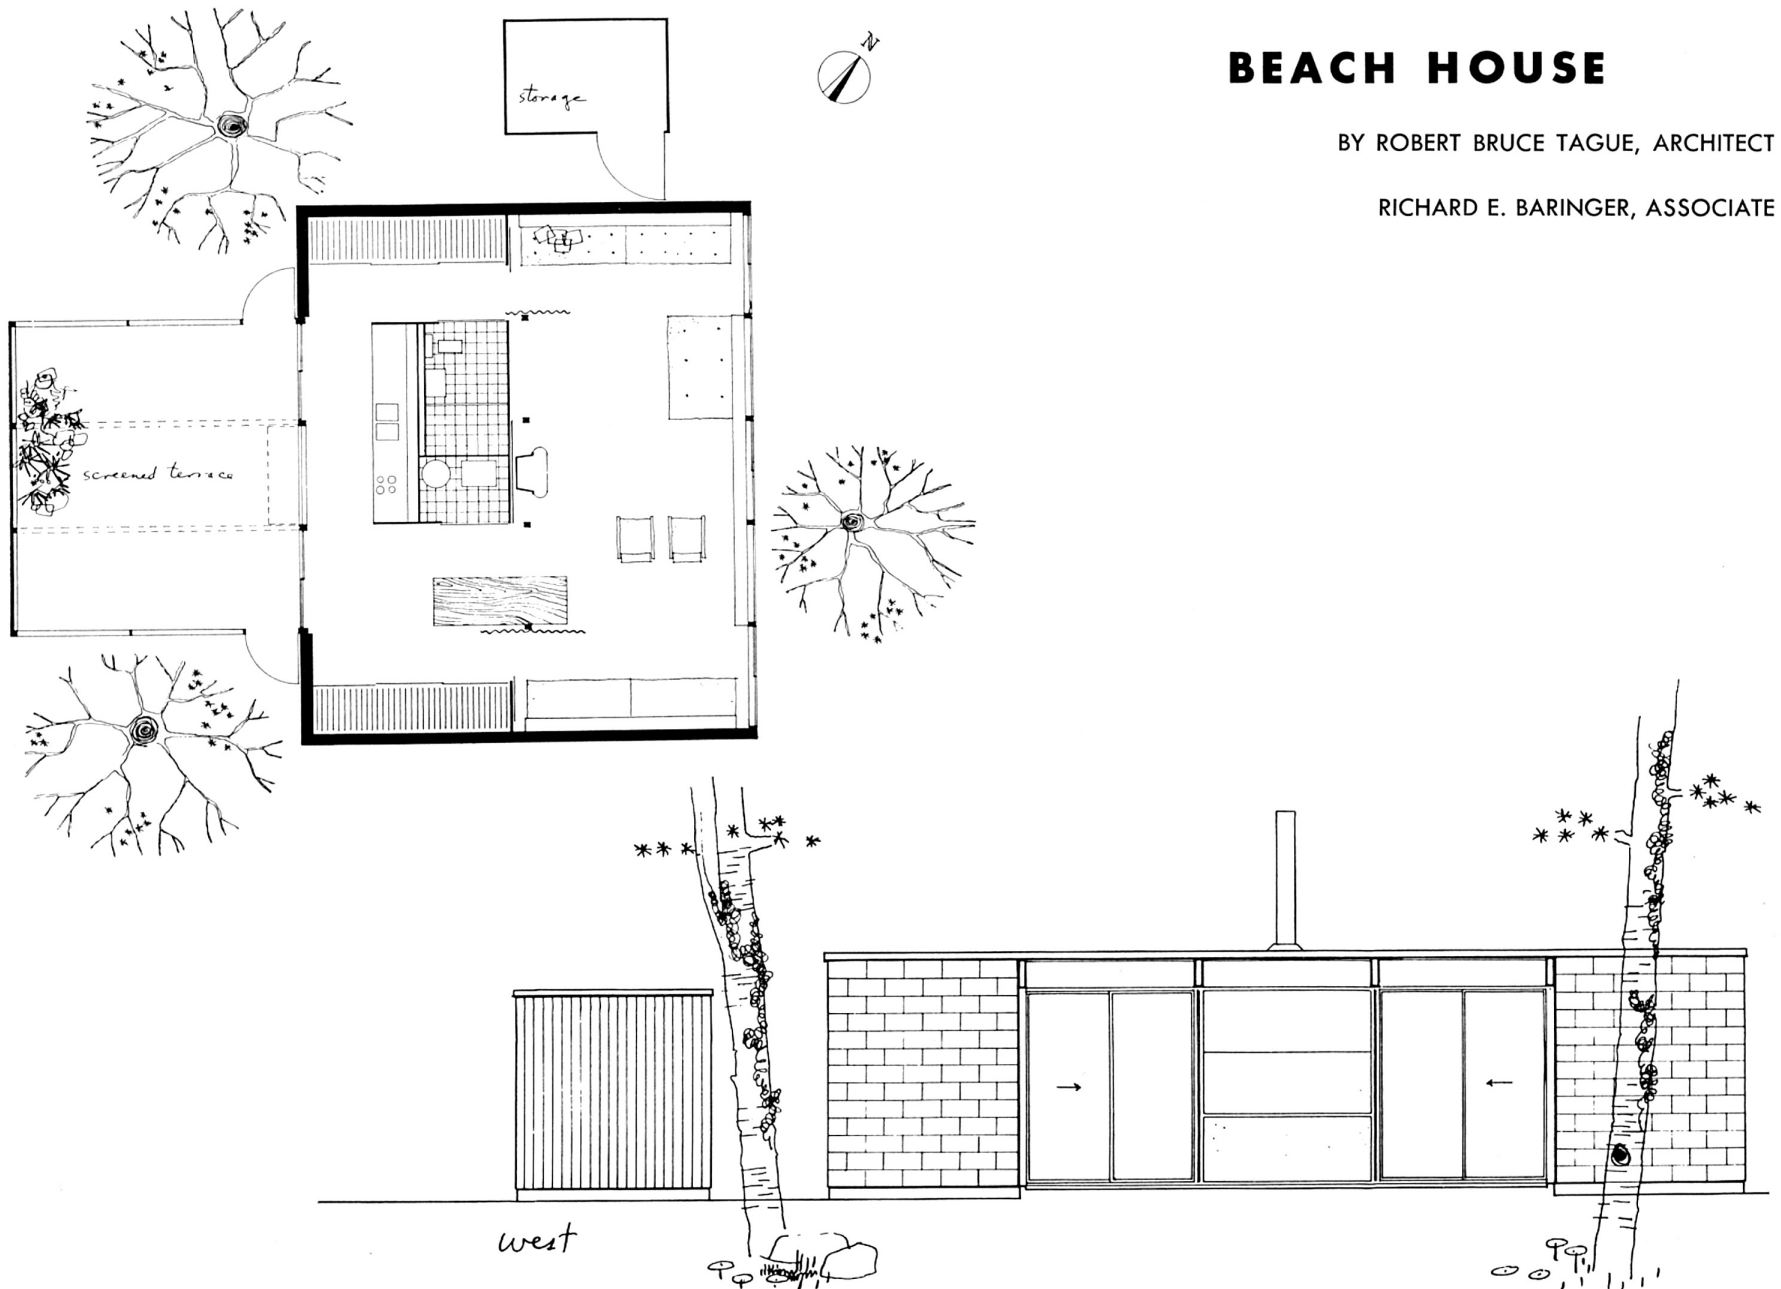 BEACH HOUSE
BY ROBERT BRUCE TAGUE, ARCHITECT
RICHARD E. BARINGER, ASSOCIATE
N
storage
screened terrace
west